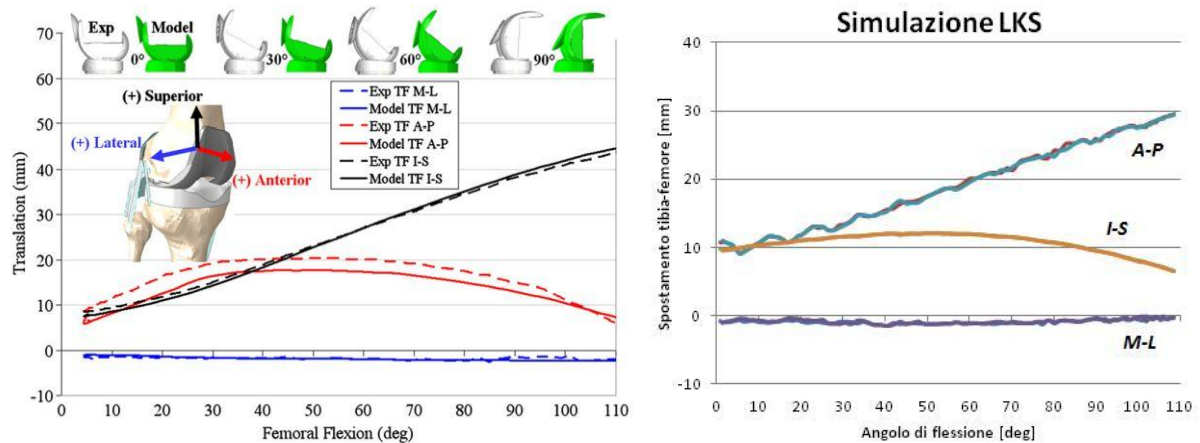 70
60
50
40
30
20
10
0
-10
Translation (mm)
Exp Model
0° 30° 60° 90°
(+) Superior
(+) Lateral
(+) Anterior
Exp TF M-L
Model TF M-L
Exp TF A-P
Model TF A-P
Exp TF I-S
Model TF I-S
0 10 20 30 40 50 60 70 80 90 100 110
Femoral Flexion (deg)
Simulazione LKS
40
30
20
10
0
-10
Spostamento tibia-femore [mm]
A-P
I-S
M-L
0 10 20 30 40 50 60 70 80 90 100 110
Angolo di flessione [deg]